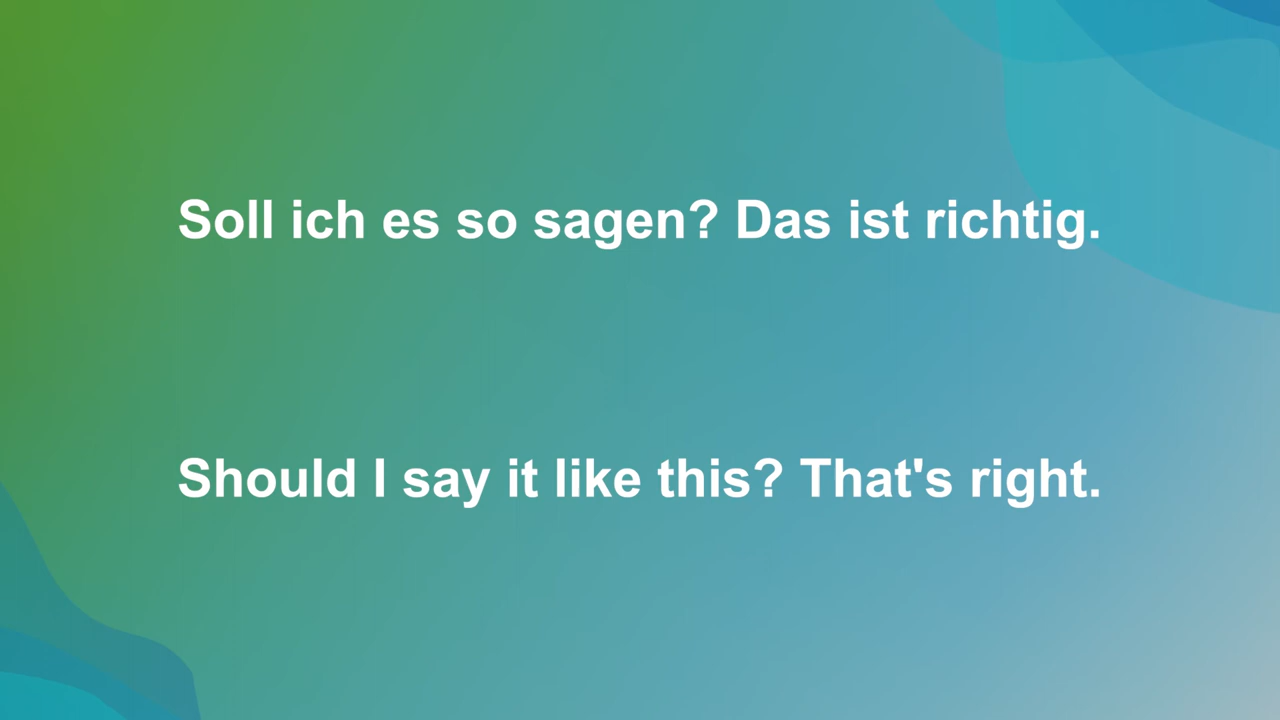 Soll ich es so sagen? Das ist richtig.
Should I say it like this? That's right.